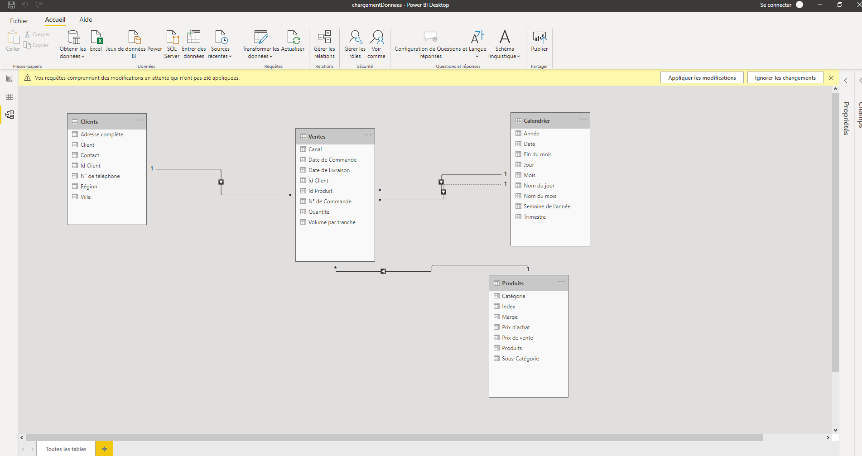 chargementDonnees - Power BI Desktop
Se connecter
Fichier
Accueil
Aide
Coller
Couper
Copier
Obtenir les données
Excel
Jeux de données Power BI
SQL Server
Entrer des données
Sources récentes
Transformer les données
Actualiser
Gérer les relations
Gérer les rôles
Voir comme
Configuration de Questions et réponses
Langue
Schéma linguistique
Publier
Presse-papiers
Données
Requêtes
Relations
Sécurité
Questions et réponses
Partager
Vos requêtes comprennent des modifications en attente qui n'ont pas été appliquées.
Appliquer les modifications
Ignorer les changements
Propriétés
Champs
Clients
Adresse complète
Client
Contact
Id Client
N° de téléphone
Région
Ville
1
*
Ventes
Canal
Date de Commande
Date de Livraison
Id Client
Id Produit
N° de Commande
Quantité
Volume par tranche
*
*
1
1
Calendrier
Année
Date
Fin du mois
Jour
Mois
Nom du jour
Nom du mois
Semaine de l'année
Trimestre
*
1
Produits
Catégorie
Index
Marge
Prix d'achat
Prix de vente
Produits
Sous-Catégorie
Toutes les tables